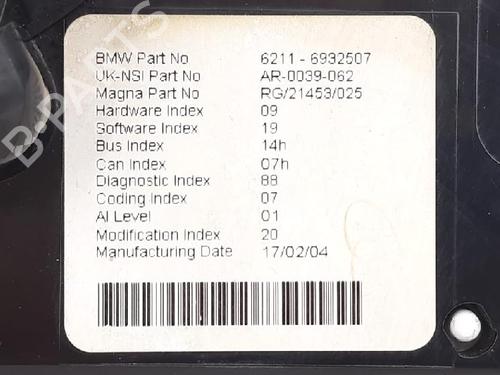 B-PARTS
BMW Part No 6211 - 6932507
UK-NSI Part No AR-0039-062
Magna Part No RG/21453/025
Hardware Index 09
Software Index 19
Bus Index 14h
Can Index 07h
Diagnostic Index 88
Coding Index 07
AI Level 01
Modification Index 20
Manufacturing Date 17/02/04